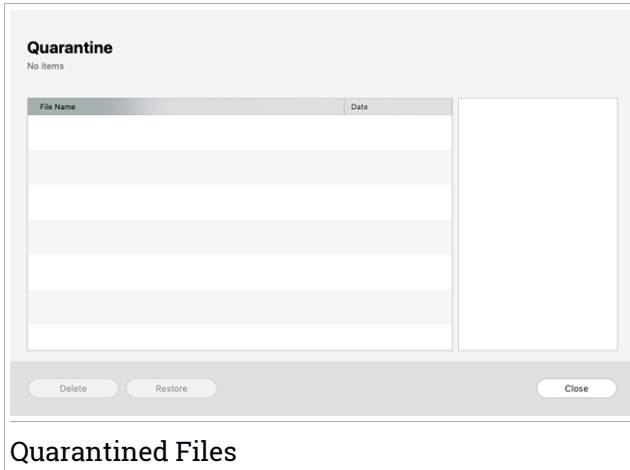 Quarantine
No items
File Name Date
Delete Restore Close
Quarantined Files